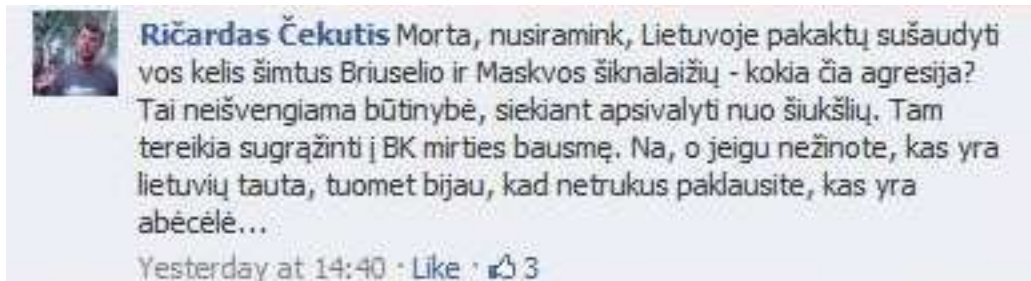 Ričardas Čekutis Morta, nusiramink, Lietuvoje pakaktų sušaudyti
vos kelis šimtus Briuselio ir Maskvos šiknalaižių - kokia čia agresija?
Tai neišvengiama būtinybė, siekiant apsivalyti nuo šiukšlių. Tam
tereikia sugrąžinti į BK mirties bausmę. Na, o jeigu nežinote, kas yra
lietuvių tauta, tuomet bijau, kad netrukus paklausite, kas yra
abėcėlė...
Yesterday at 14:40 · Like · 3